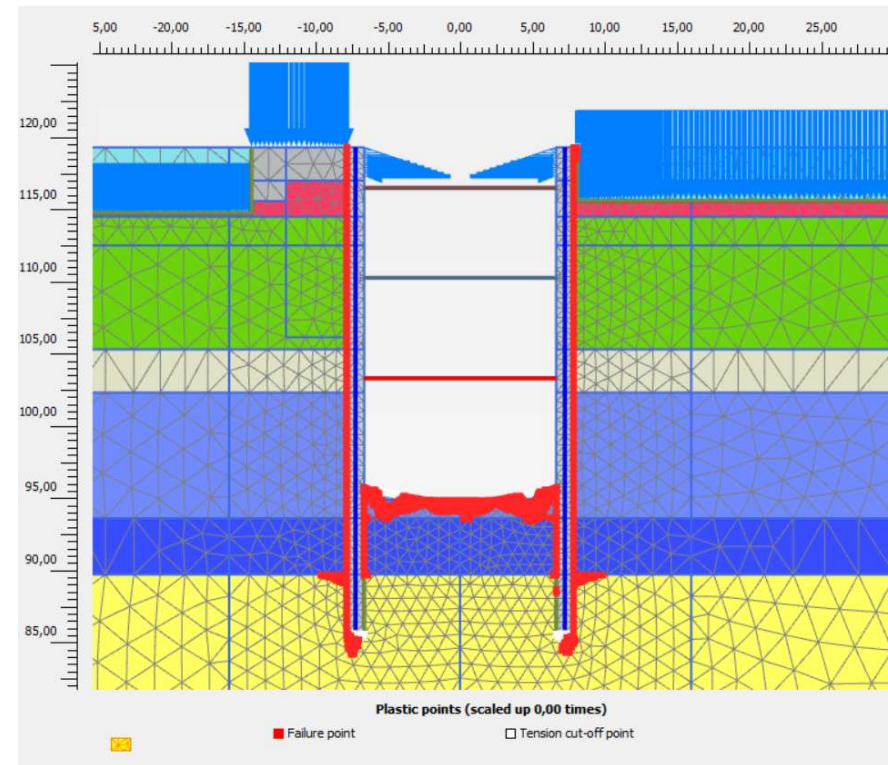 5,00 -20,00 -15,00 -10,00 -5,00 0,00 5,00 10,00 15,00 20,00 25,00
120,00
115,00
110,00
105,00
100,00
95,00
90,00
85,00
Plastic points (scaled up 0,00 times)
Failure point Tension cut-off point